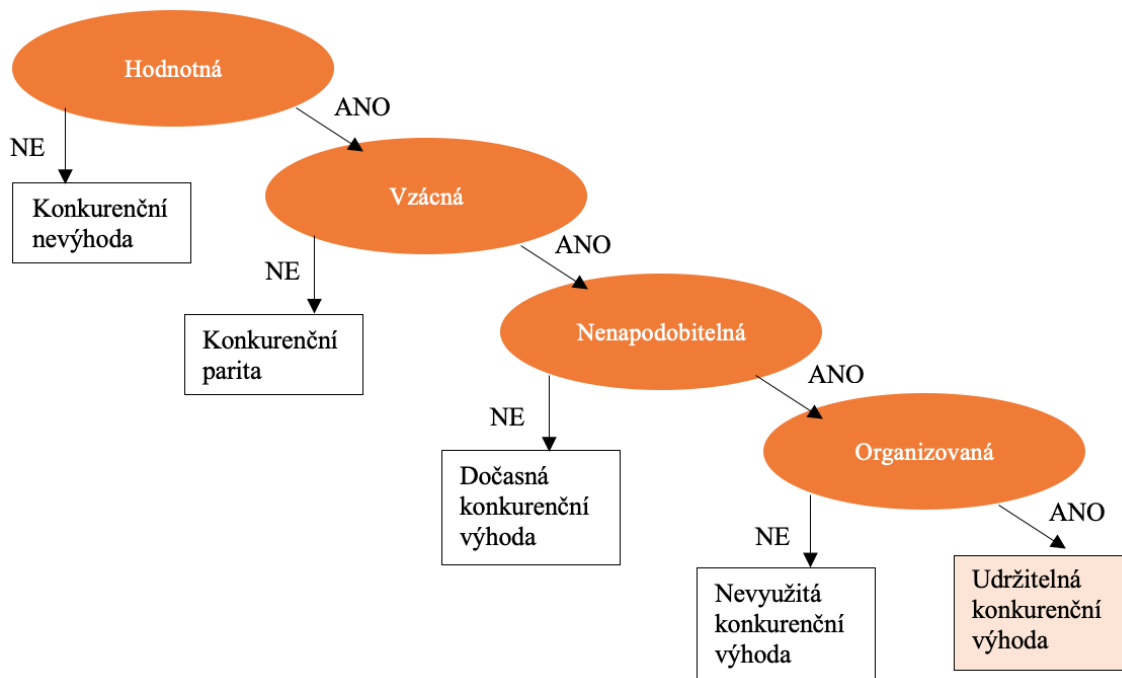 Hodnotná
ANO
NE
Konkurenční
nevýhoda
Vzácná
ANO
NE
Konkurenční
parita
Nenapodobitelná
ANO
NE
Dočasná
konkurenční
výhoda
Organizovaná
ANO
NE
Nevyužitá
konkurenční
výhoda
Udržitelná
konkurenční
výhoda